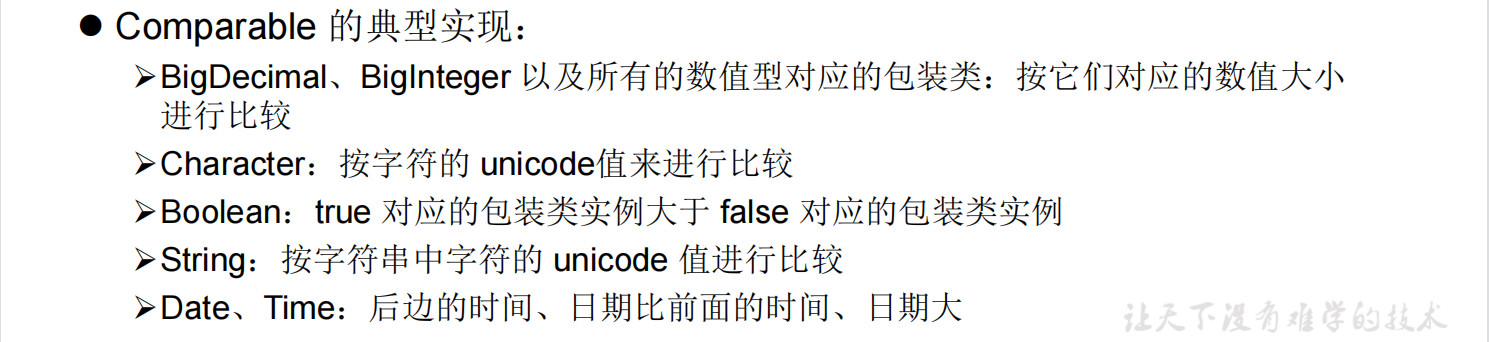 ● Comparable 的典型实现：
➢BigDecimal、BigInteger 以及所有的数值型对应的包装类：按它们对应的数值大小
进行比较
➢Character：按字符的 unicode值来进行比较
➢Boolean：true 对应的包装类实例大于 false 对应的包装类实例
➢String：按字符串中字符的 unicode 值进行比较
➢Date、Time：后边的时间、日期比前面的时间、日期大
让天下没有难学的技术